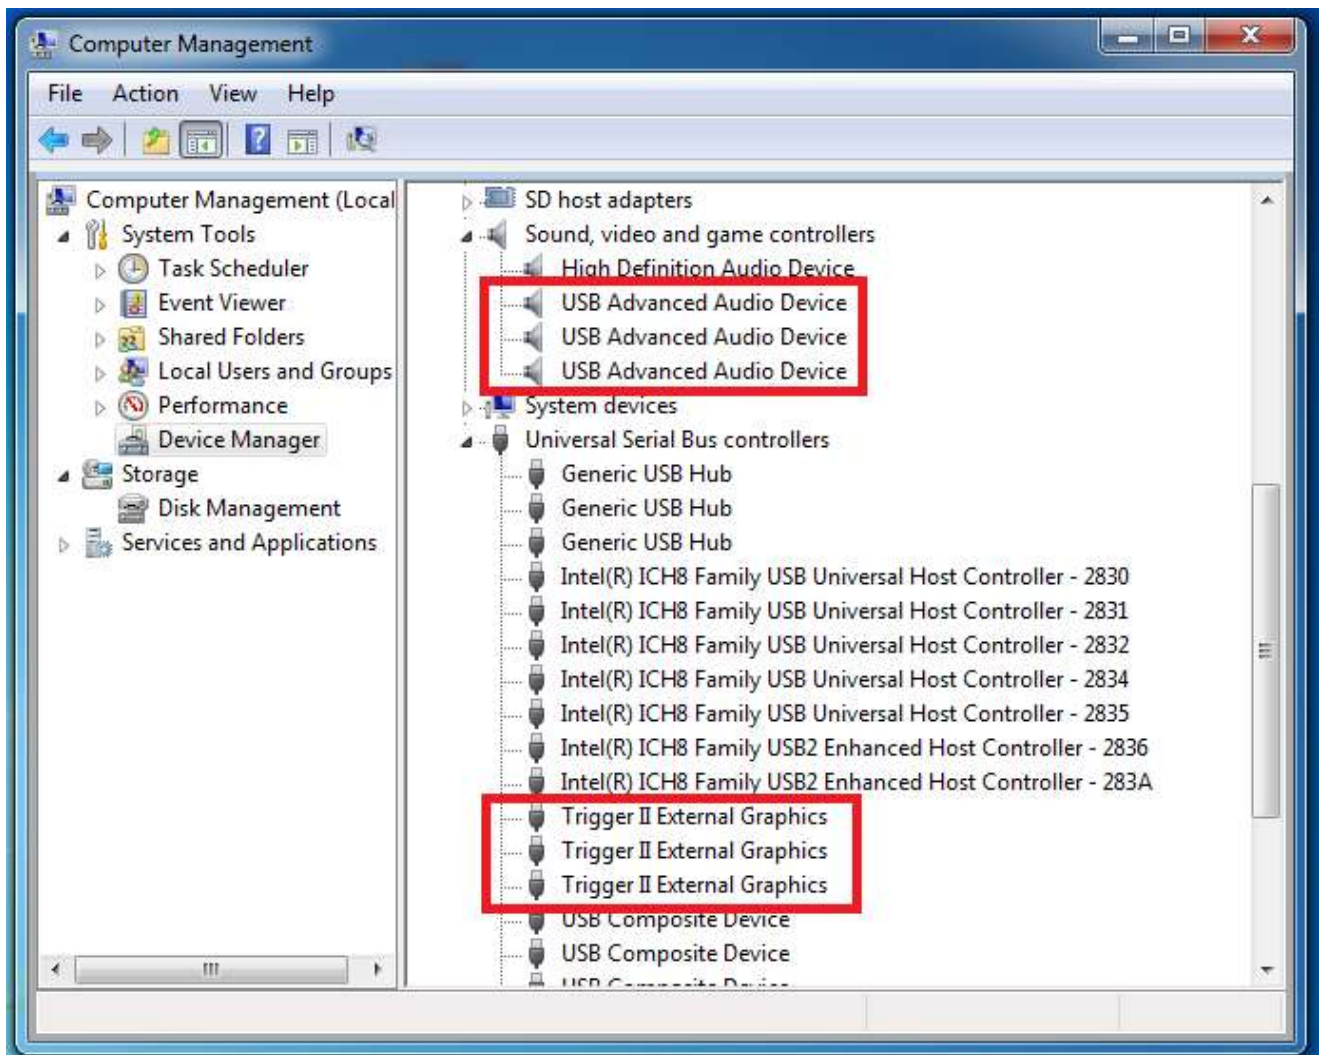 Computer Management
File Action View Help
Computer Management (Local
System Tools
Task Scheduler
Event Viewer
Shared Folders
Local Users and Groups
Performance
Device Manager
Storage
Disk Management
Services and Applications
SD host adapters
Sound, video and game controllers
High Definition Audio Device
USB Advanced Audio Device
USB Advanced Audio Device
USB Advanced Audio Device
System devices
Universal Serial Bus controllers
Generic USB Hub
Generic USB Hub
Generic USB Hub
Intel(R) ICH8 Family USB Universal Host Controller - 2830
Intel(R) ICH8 Family USB Universal Host Controller - 2831
Intel(R) ICH8 Family USB Universal Host Controller - 2832
Intel(R) ICH8 Family USB Universal Host Controller - 2834
Intel(R) ICH8 Family USB Universal Host Controller - 2835
Intel(R) ICH8 Family USB2 Enhanced Host Controller - 2836
Intel(R) ICH8 Family USB2 Enhanced Host Controller - 283A
Trigger II External Graphics
Trigger II External Graphics
Trigger II External Graphics
USB Composite Device
USB Composite Device
USB Composite Device